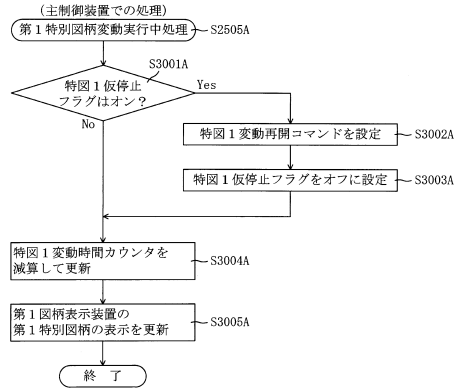 (主制御装置での処理)
第１特別図柄変動実行中処理
S2505A
S3001A
特図１仮停止
フラグはオン？
Yes
No
特図１変動再開コマンドを設定
S3002A
特図１仮停止フラグをオフに設定
S3003A
特図１変動時間カウンタを
減算して更新
S3004A
第１図柄表示装置の
第１特別図柄の表示を更新
S3005A
終 了